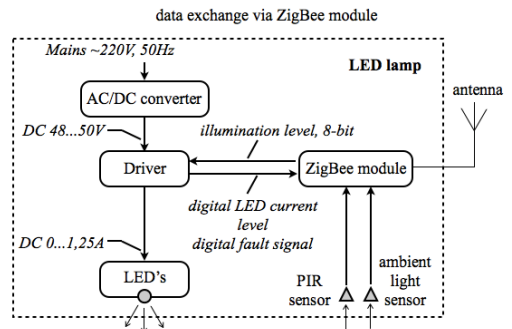 data exchange via ZigBee module
Mains ~220V, 50Hz
LED lamp
antenna
AC/DC converter
DC 48...50V
illumination level, 8-bit
Driver
ZigBee module
digital LED current
level
digital fault signal
DC 0...1,25A
LED's
PIR
sensor
ambient
light
sensor